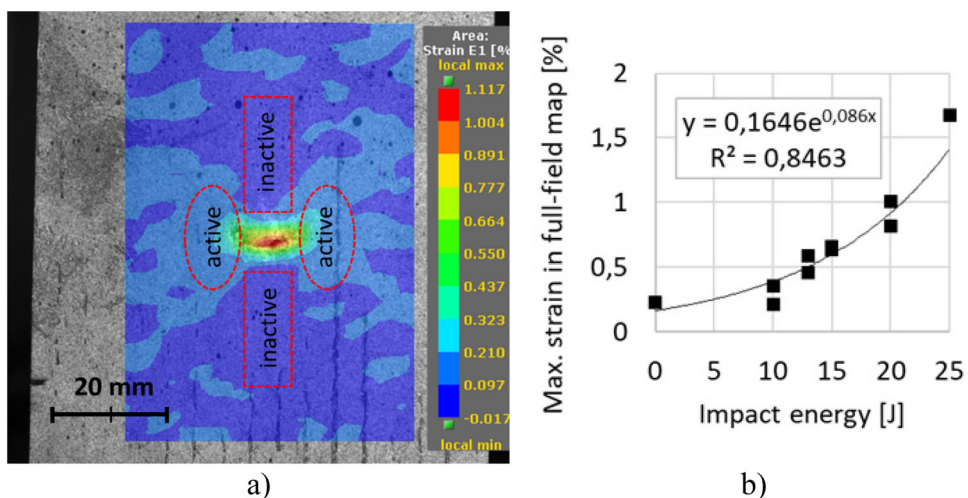 Area:
Strain E1 [%
local max
1.117
1.004
0.891
0.777
0.664
0.550
0.437
0.323
0.210
0.097
-0.017
local min
inactive
active
active
inactive
20 mm
a)
Max. strain in full-field map [%]
2
1,5
1
0,5
0
y = 0,1646e^0,086x
R² = 0,8463
0 5 10 15 20 25
Impact energy [J]
b)